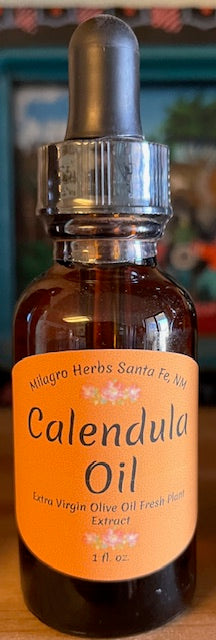 Milagro Herbs Santa Fe, NM
Calendula
Oil
Extra Virgin Olive Oil Fresh Plant
Extract
1 fl. oz.